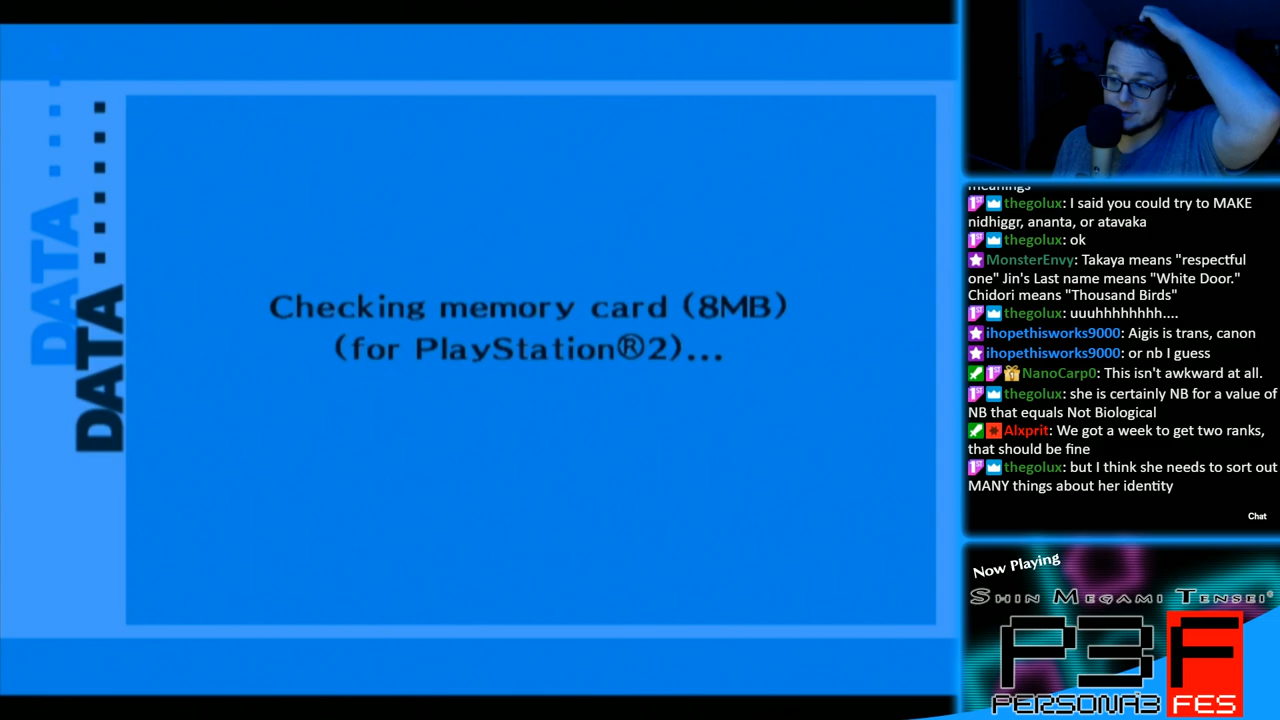 DATA
DATA
Checking memory card (8MB)
(for PlayStation®2)...
meanings
thegolux: I said you could try to MAKE
nidhiggr, ananta, or atavaka
thegolux: ok
MonsterEnvy: Takaya means "respectful
one" Jin's Last name means "White Door."
Chidori means "Thousand Birds"
thegolux: uuuhhhhhhhh....
ihopethisworks9000: Aigis is trans, canon
ihopethisworks9000: or nb I guess
NanoCarp0: This isn't awkward at all.
thegolux: she is certainly NB for a value of
NB that equals Not Biological
Alxprit: We got a week to get two ranks,
that should be fine
thegolux: but I think she needs to sort out
MANY things about her identity
Chat
Now Playing
SHIN MEGAMI TENSEI®
P3F
PERSONA3 FES